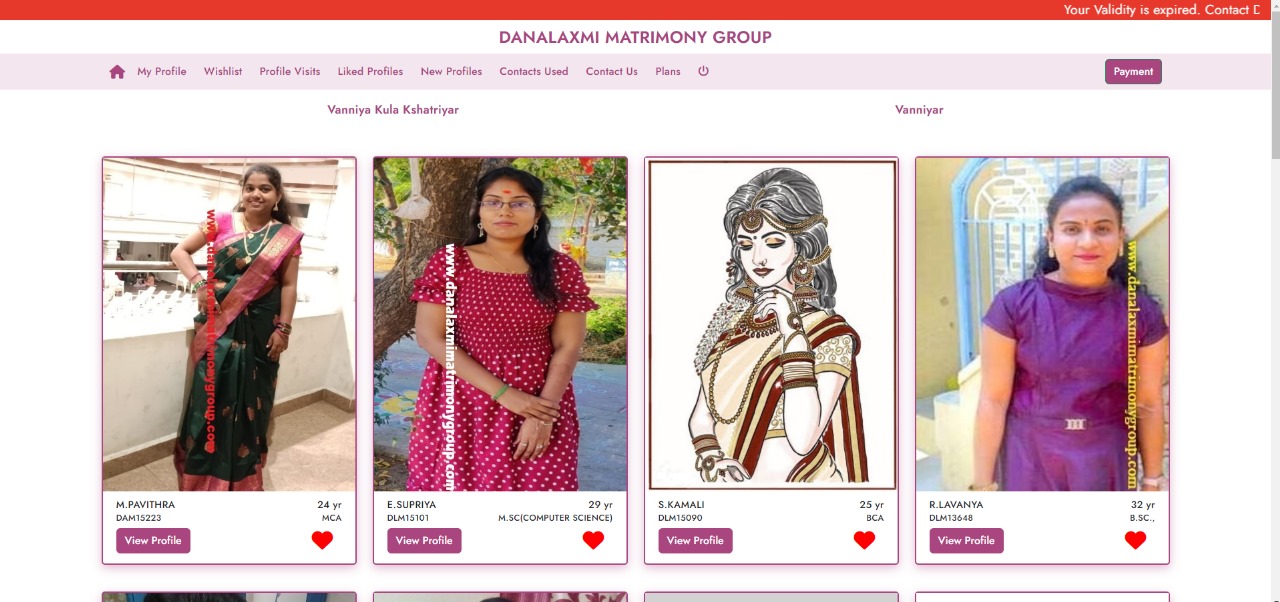 Your Validity is expired. Contact
DANALAXMI MATRIMONY GROUP
My Profile Wishlist Profile Visits Liked Profiles New Profiles Contacts Used Contact Us Plans Payment
Vanniya Kula Kshatriyar Vanniyar
www.danalaxmimatrimonygroup.com
www.danalaxmimatrimonygroup.com
M.PAVITHRA 24 yr
DAM15223 MCA
View Profile
E.SUPRIYA 29 yr
DLM15101 M.SC(COMPUTER SCIENCE)
View Profile
S.KAMALI 25 yr
DLM15090 BCA
View Profile
R.LAVANYA 32 yr
DLM13648 B.SC.,
View Profile